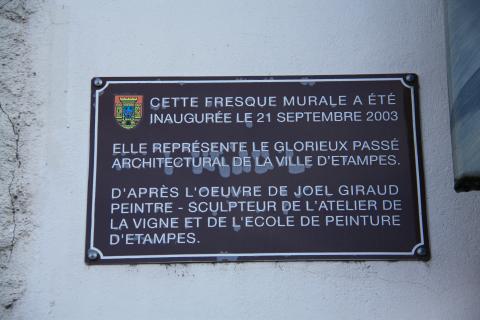 CETTE FRESQUE MURALE A ÉTÉ
INAUGURÉE LE 21 SEPTEMBRE 2003
ELLE REPRÉSENTE LE GLORIEUX PASSÉ
ARCHITECTURAL DE LA VILLE D'ETAMPES.
D'APRÈS L'OEUVRE DE JOEL GIRAUD
PEINTRE - SCULPTEUR DE L'ATELIER DE
LA VIGNE ET DE L'ECOLE DE PEINTURE
D'ETAMPES.